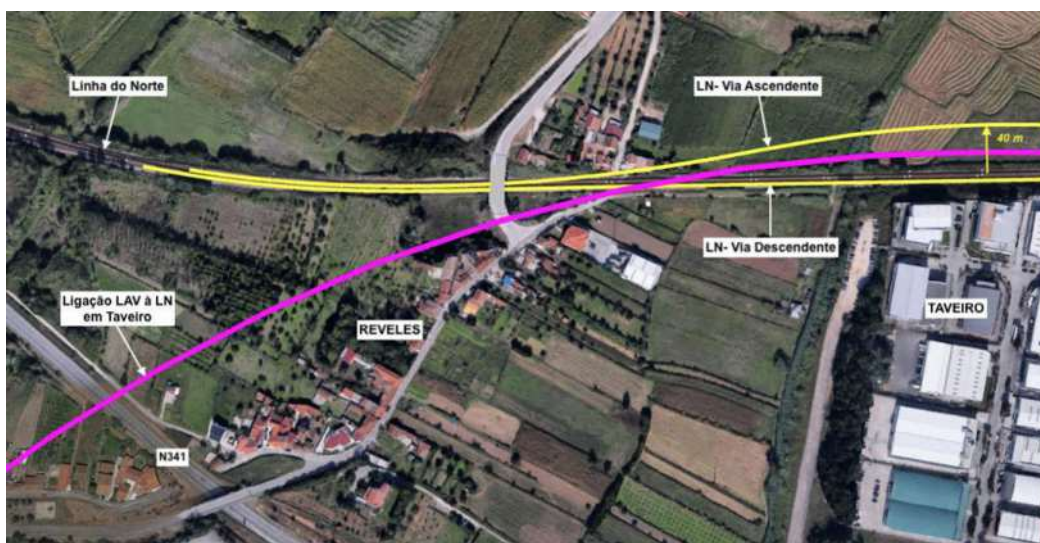 Linha do Norte
LN- Via Ascendente
40 m
LN- Via Descendente
Ligação LAV à LN
em Taveiro
REVELES
TAVEIRO
N341